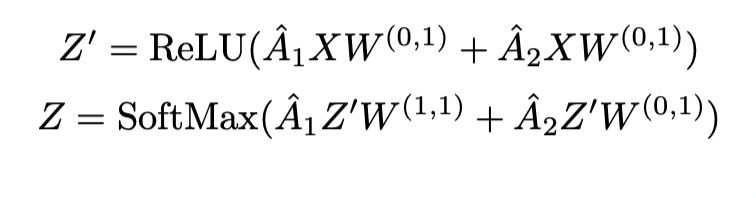 Z′ = ReLU(Â₁XW⁽⁰,¹⁾ + Â₂XW⁽⁰,¹⁾)
Z = SoftMax(Â₁Z′W⁽¹,¹⁾ + Â₂Z′W⁽⁰,¹⁾)